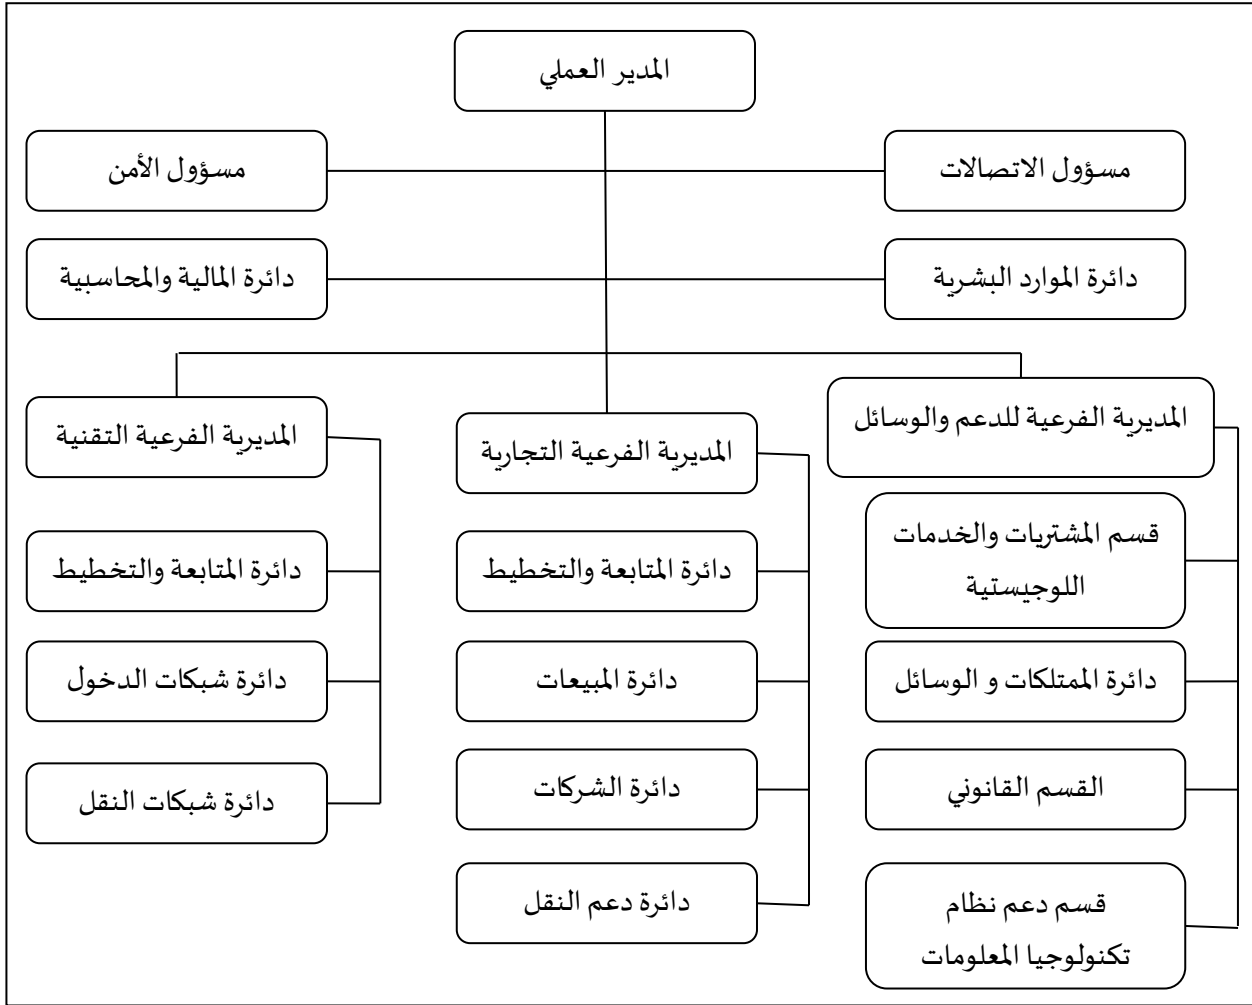 المدير العملي
مسؤول الاتصالات
مسؤول الأمن
دائرة الموارد البشرية
دائرة المالية والمحاسبية
المديرية الفرعية للدعم والوسائل
قسم المشتريات والخدمات
اللوجيستية
دائرة الممتلكات و الوسائل
القسم القانوني
قسم دعم نظام
تكنولوجيا المعلومات
المديرية الفرعية التجارية
دائرة المتابعة والتخطيط
دائرة المبيعات
دائرة الشركات
دائرة دعم النقل
المديرية الفرعية التقنية
دائرة المتابعة والتخطيط
دائرة شبكات الدخول
دائرة شبكات النقل